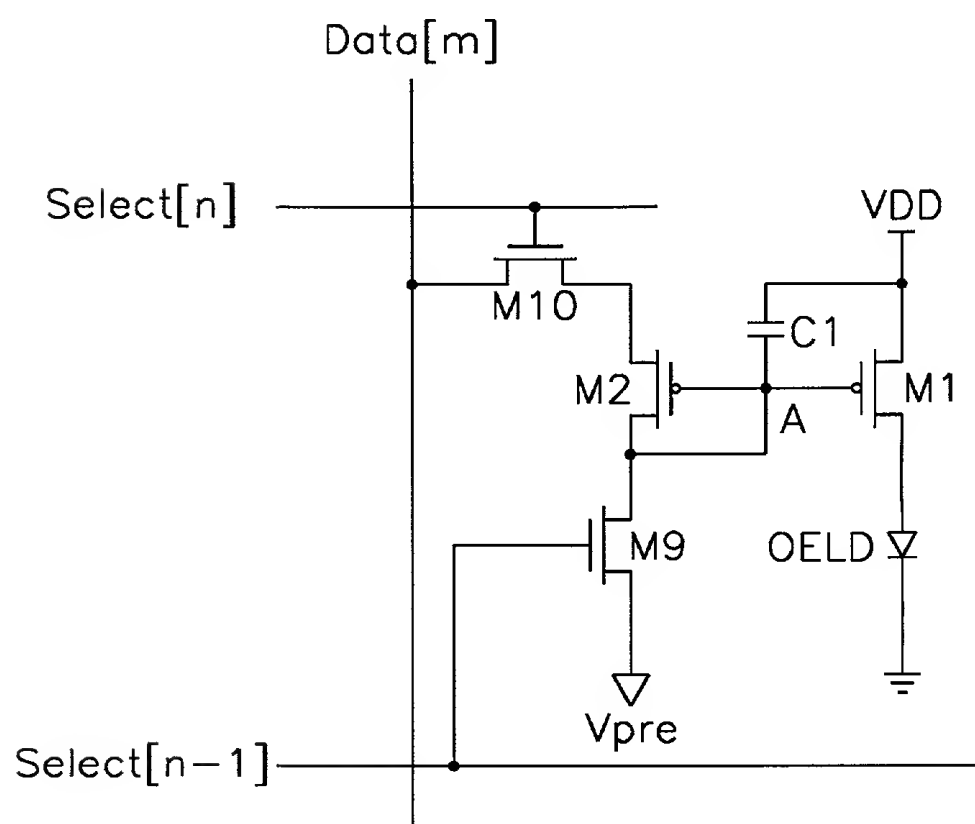 Data[m]
Select[n]
VDD
M10
C1
M2
M1
A
M9
OELD
Vpre
Select[n-1]